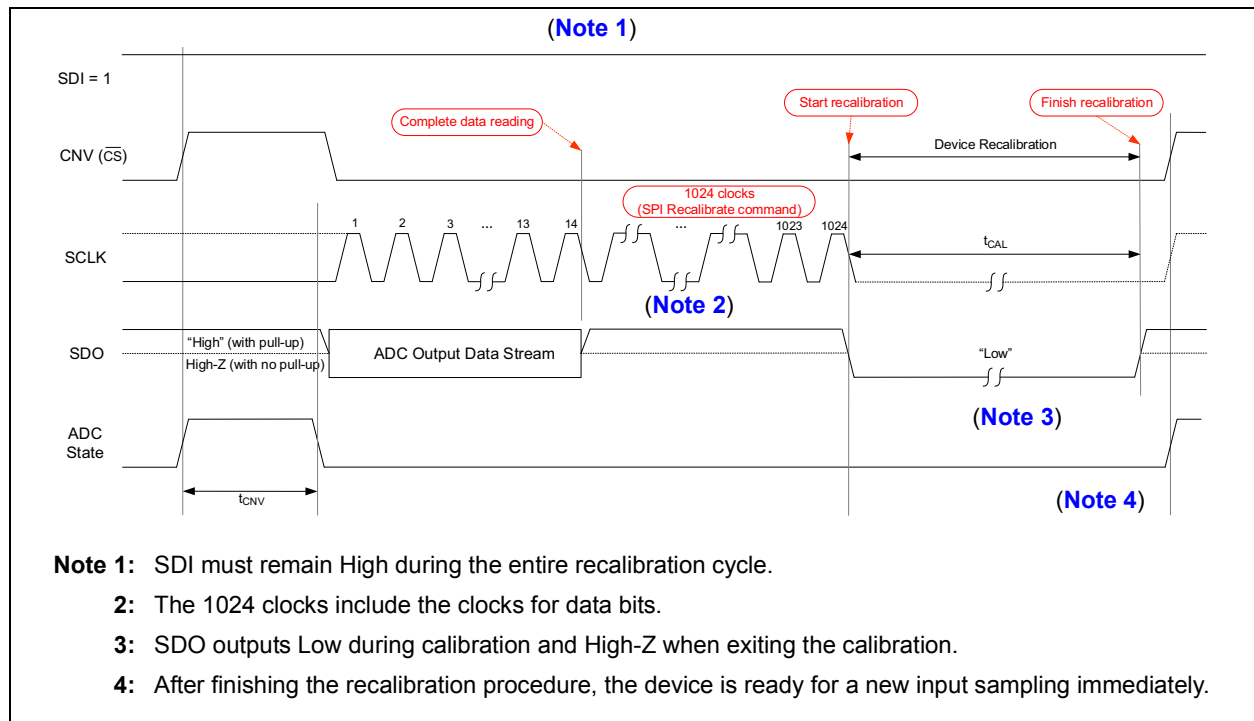 (Note 1)
SDI = 1
Complete data reading
Start recalibration
Finish recalibration
CNV (CS)
Device Recalibration
1024 clocks
(SPI Recalibrate command)
1 2 3 ... 13 14 ... 1023 1024
SCLK
tCAL
(Note 2)
SDO
“High” (with pull-up)
High-Z (with no pull-up)
ADC Output Data Stream
“Low”
(Note 3)
ADC
State
tCNV
(Note 4)
Note 1: SDI must remain High during the entire recalibration cycle.
2: The 1024 clocks include the clocks for data bits.
3: SDO outputs Low during calibration and High-Z when exiting the calibration.
4: After finishing the recalibration procedure, the device is ready for a new input sampling immediately.